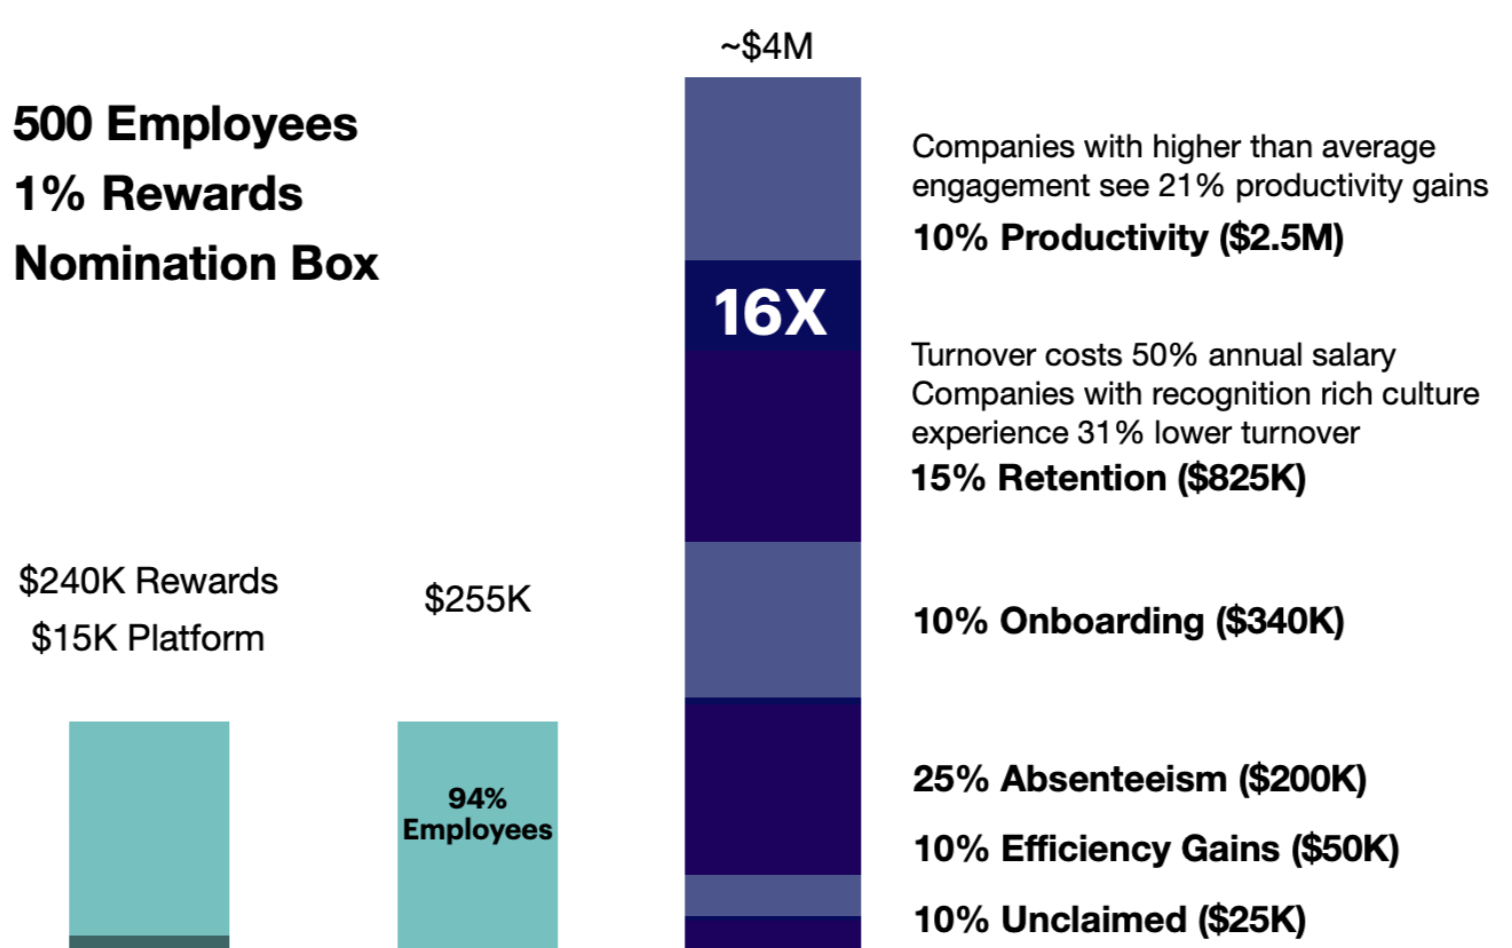 ~$4M
500 Employees
1% Rewards
Nomination Box
Companies with higher than average
engagement see 21% productivity gains
10% Productivity ($2.5M)
16X
Turnover costs 50% annual salary
Companies with recognition rich culture
experience 31% lower turnover
15% Retention ($825K)
$240K Rewards
$15K Platform
$255K
10% Onboarding ($340K)
94%
Employees
25% Absenteeism ($200K)
10% Efficiency Gains ($50K)
10% Unclaimed ($25K)